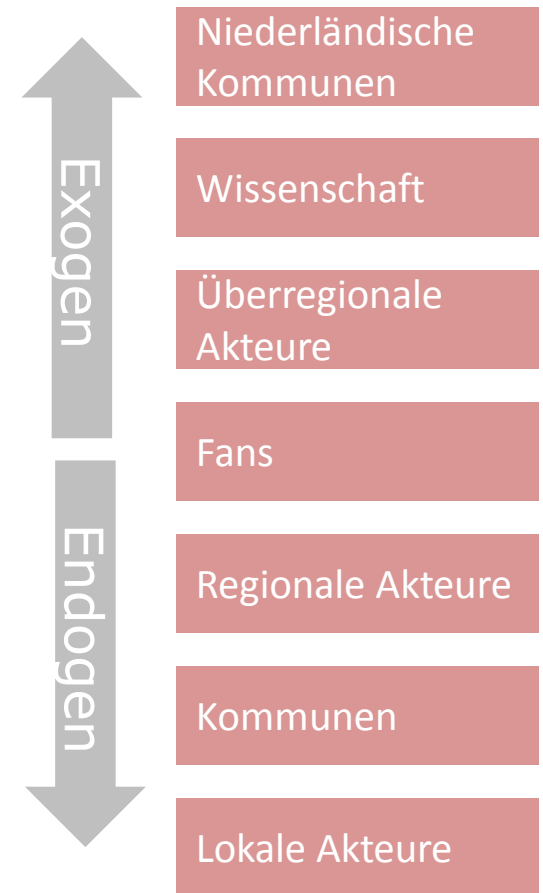 Exogen
Endogen
Niederländische
Kommunen
Wissenschaft
Überregionale
Akteure
Fans
Regionale Akteure
Kommunen
Lokale Akteure